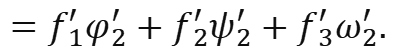 = f′₁φ′₂ + f′₂ψ′₂ + f′₃ω′₂.